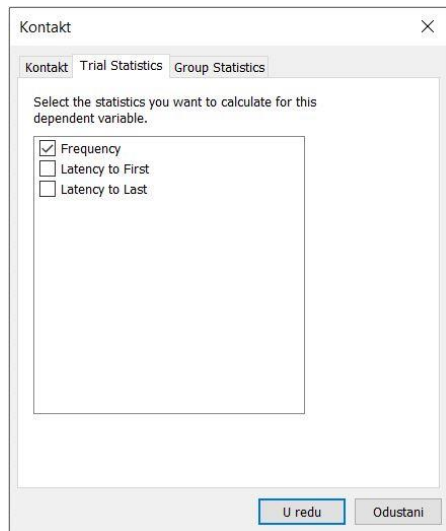 Kontakt
Kontakt Trial Statistics Group Statistics
Select the statistics you want to calculate for this
dependent variable.
Frequency
Latency to First
Latency to Last
U redu Odustani